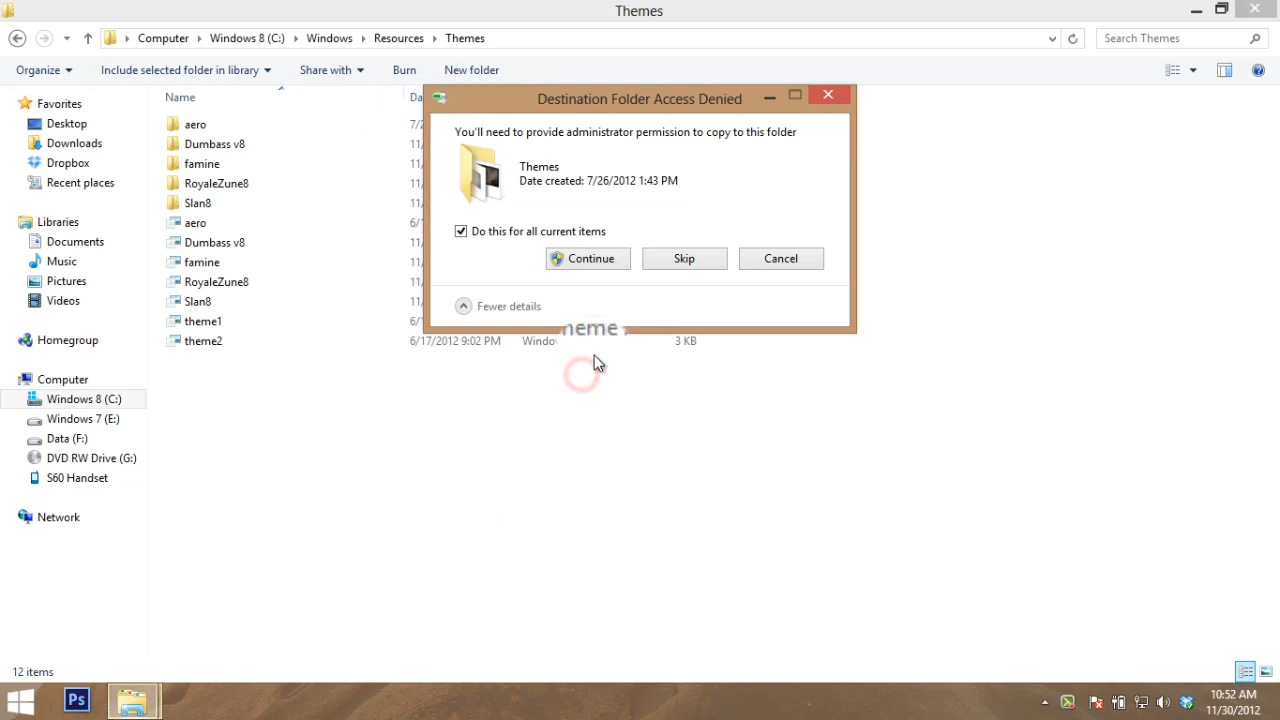 Themes
Computer Windows 8 (C:) Windows Resources Themes
Search Themes
Organize Include selected folder in library Share with Burn New folder
Favorites
Desktop
Downloads
Dropbox
Recent places
Libraries
Documents
Music
Pictures
Videos
Homegroup
Computer
Windows 8 (C:)
Windows 7 (E:)
Data (F:)
DVD RW Drive (G:)
S60 Handset
Network
Name
aero
Dumbass v8
famine
RoyaleZune8
Slan8
aero
Dumbass v8
famine
RoyaleZune8
Slan8
theme1
theme2 6/17/2012 9:02 PM 3 KB
Destination Folder Access Denied
You'll need to provide administrator permission to copy to this folder
Themes
Date created: 7/26/2012 1:43 PM
Do this for all current items
Continue Skip Cancel
Fewer details
12 items
Ps
10:52 AM
11/30/2012